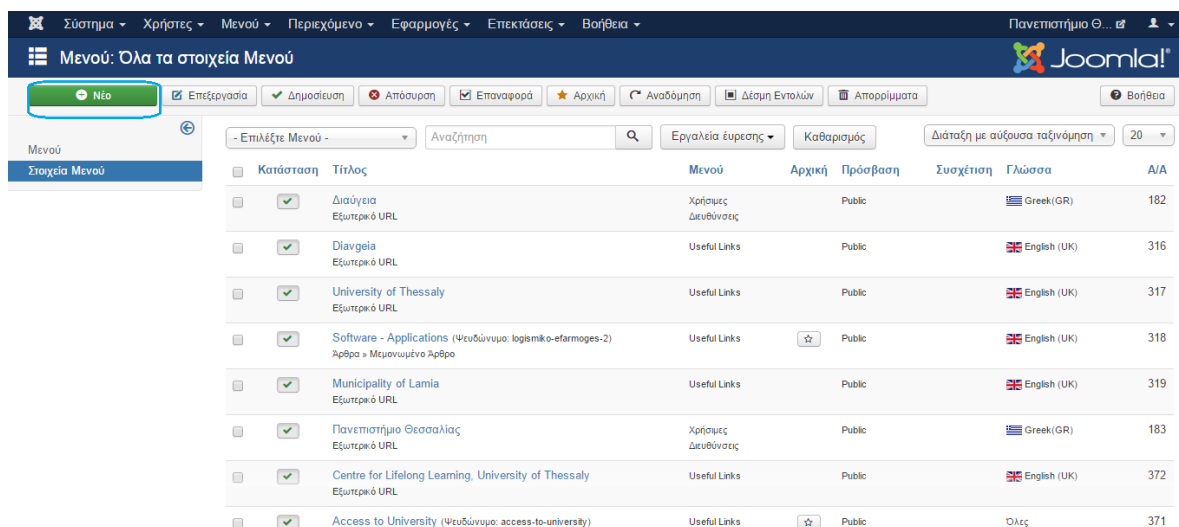 Σύστημα Χρήστες Μενού Περιεχόμενο Εφαρμογές Επεκτάσεις Βοήθεια Πανεπιστήμιο Θ...
Μενού: Όλα τα στοιχεία Μενού Joomla!®
Νέο Επεξεργασία Δημοσίευση Απόσυρση Επαναφορά Αρχική Αναδόμηση Δέσμη Εντολών Απορρίμματα Βοήθεια
Μενού
Στοιχεία Μενού
- Επιλέξτε Μενού - Αναζήτηση Εργαλεία έυρεσης Καθαρισμός Διάταξη με αύξουσα ταξινόμηση 20
Κατάσταση Τίτλος Μενού Αρχική Πρόσβαση Συσχέτιση Γλώσσα Α/Α
Διαύγεια Χρήσιμες Public Greek(GR) 182
Εξωτερικό URL Διευθύνσεις
Diavgeia Useful Links Public English (UK) 316
Εξωτερικό URL
University of Thessaly Useful Links Public English (UK) 317
Εξωτερικό URL
Software - Applications (Ψευδώνυμο: logismiko-efarmoges-2) Useful Links Public English (UK) 318
Άρθρα » Μεμονωμένο Άρθρο
Municipality of Lamia Useful Links Public English (UK) 319
Εξωτερικό URL
Πανεπιστήμιο Θεσσαλίας Χρήσιμες Public Greek(GR) 183
Εξωτερικό URL Διευθύνσεις
Centre for Lifelong Learning, University of Thessaly Useful Links Public English (UK) 372
Εξωτερικό URL
Access to University (Ψευδώνυμο: access-to-university) Useful Links Public Όλες 371